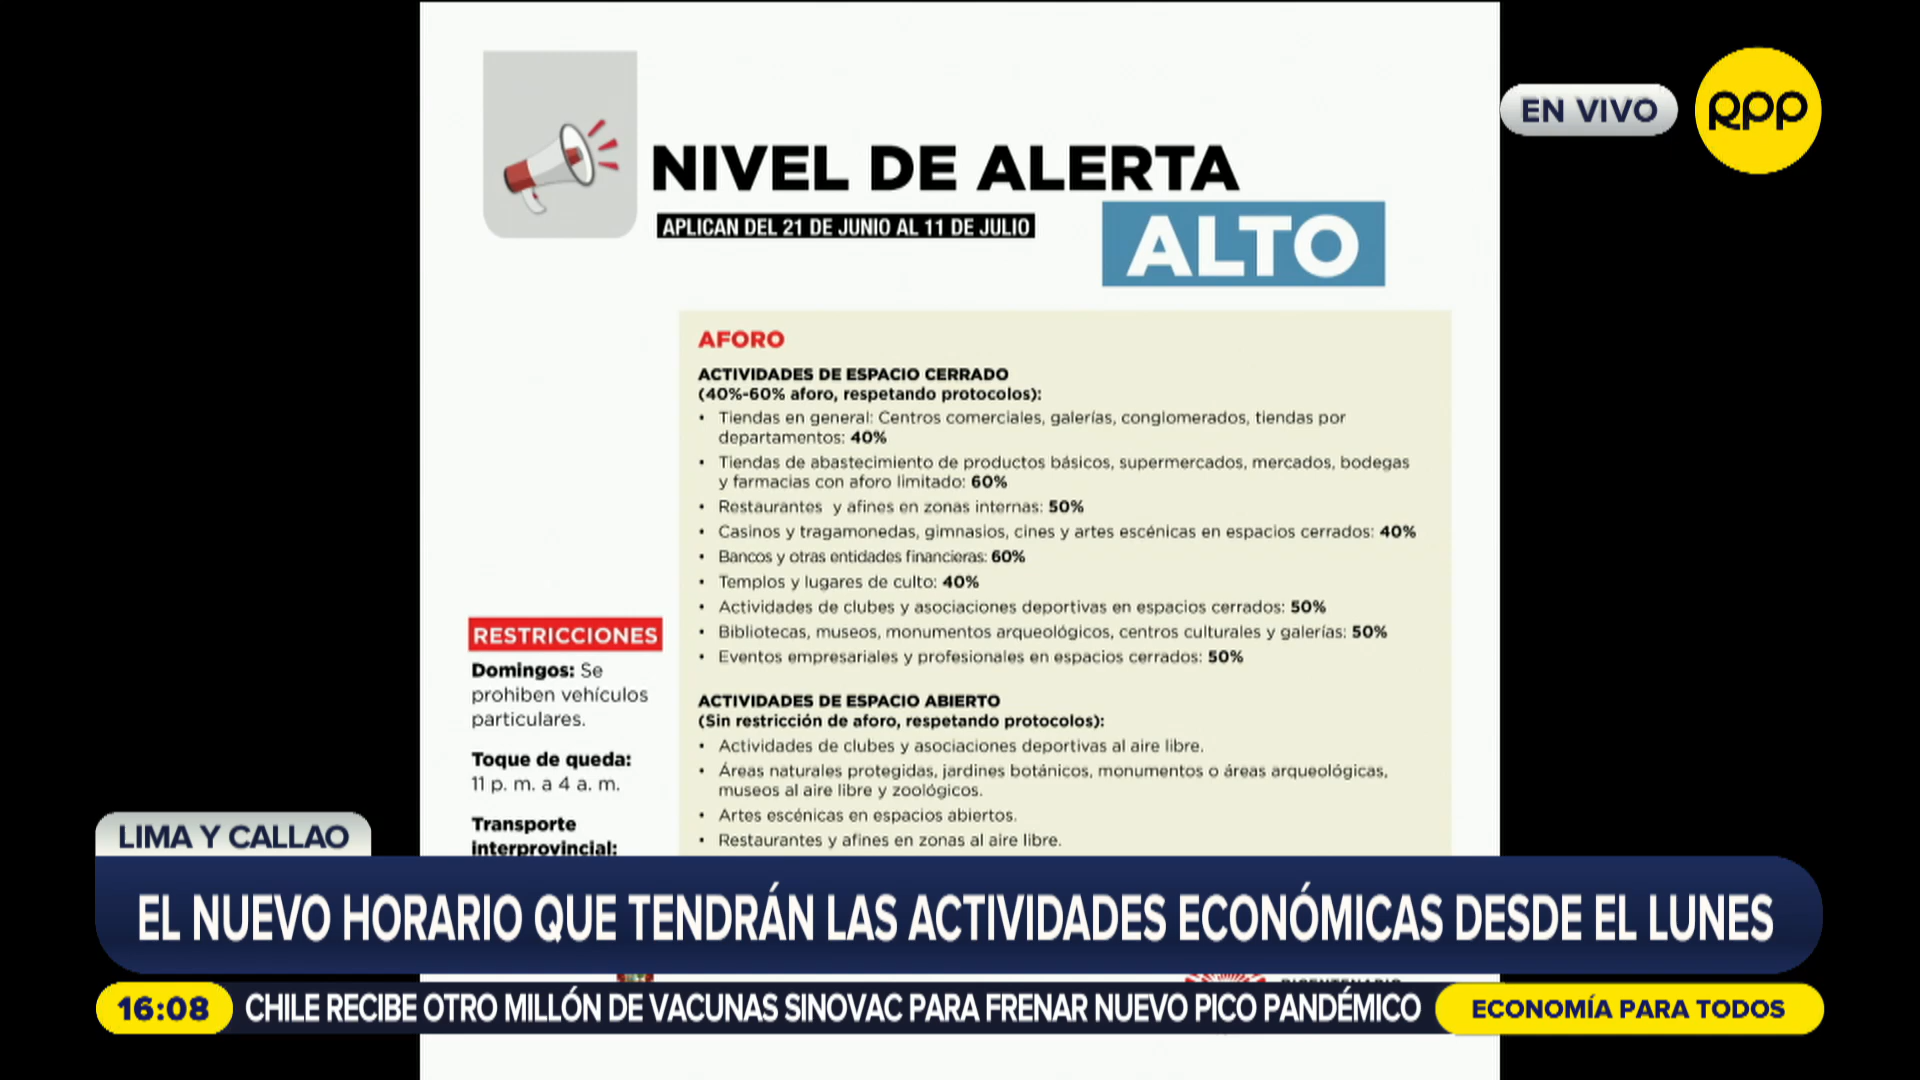 EN VIVO
rpp
NIVEL DE ALERTA
APLICAN DEL 21 DE JUNIO AL 11 DE JULIO
ALTO
AFORO
ACTIVIDADES DE ESPACIO CERRADO
(40%-60% aforo, respetando protocolos):
• Tiendas en general: Centros comerciales, galerías, conglomerados, tiendas por
departamentos: 40%
• Tiendas de abastecimiento de productos básicos, supermercados, mercados, bodegas
y farmacias con aforo limitado: 60%
• Restaurantes y afines en zonas internas: 50%
• Casinos y tragamonedas, gimnasios, cines y artes escénicas en espacios cerrados: 40%
• Bancos y otras entidades financieras: 60%
• Templos y lugares de culto: 40%
• Actividades de clubes y asociaciones deportivas en espacios cerrados: 50%
• Bibliotecas, museos, monumentos arqueológicos, centros culturales y galerías: 50%
• Eventos empresariales y profesionales en espacios cerrados: 50%
ACTIVIDADES DE ESPACIO ABIERTO
(Sin restricción de aforo, respetando protocolos):
• Actividades de clubes y asociaciones deportivas al aire libre.
• Áreas naturales protegidas, jardines botánicos, monumentos o áreas arqueológicas,
museos al aire libre y zoológicos.
• Artes escénicas en espacios abiertos.
• Restaurantes y afines en zonas al aire libre.
RESTRICCIONES
Domingos: Se
prohiben vehículos
particulares.
Toque de queda:
11 p. m. a 4 a. m.
Transporte
interprovincial:
LIMA Y CALLAO
EL NUEVO HORARIO QUE TENDRÁN LAS ACTIVIDADES ECONÓMICAS DESDE EL LUNES
16:08
CHILE RECIBE OTRO MILLÓN DE VACUNAS SINOVAC PARA FRENAR NUEVO PICO PANDÉMICO
ECONOMÍA PARA TODOS